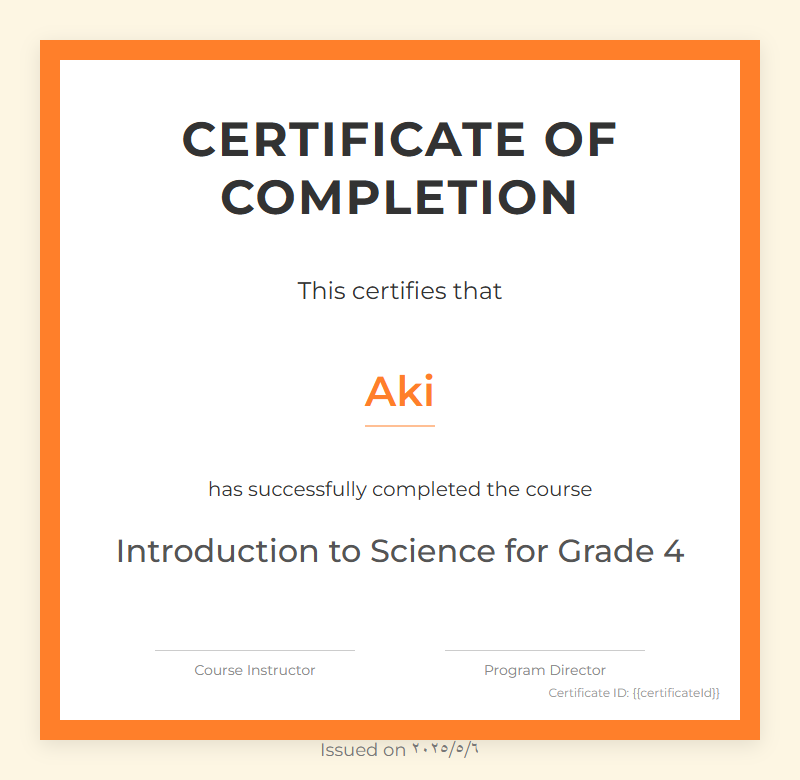 CERTIFICATE OF
COMPLETION
This certifies that
Aki
has successfully completed the course
Introduction to Science for Grade 4
Course Instructor
Program Director
Certificate ID: {{certificateId}}
Issued on ٢٠٢٥/٥/٦